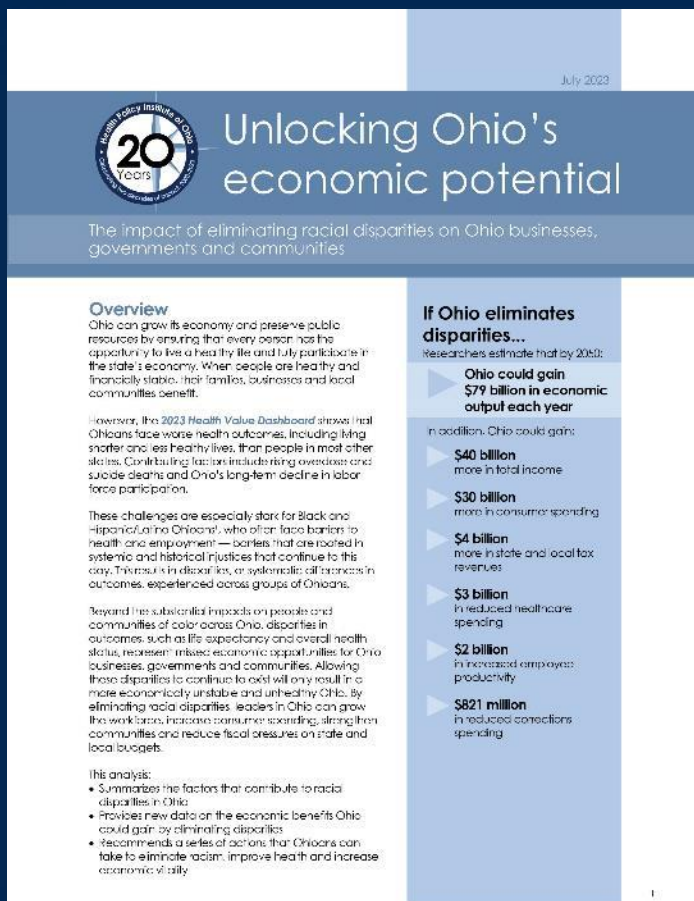 July 2023
Health Policy Institute of Ohio
20
Years
Unlocking Ohio's
economic potential
The impact of eliminating racial disparities on Ohio businesses,
governments and communities
Overview
Ohio can grow its economy and preserve public
resources by ensuring that every person has the
opportunity to live a healthy life and fully participate in
the state's economy. When people are healthy and
financially stable, their families, businesses and local
communities benefit.
However, the 2023 Health Value Dashboard shows that
Ohioans face worse health outcomes, including living
shorter and less healthy lives, than people in most other
states. Contributing factors include rising overdose and
suicide deaths and Ohio's long-term decline in labor
force participation.
These challenges are especially stark for Black and
Hispanic/Latino Ohioans¹, who often face barriers to
health and employment — barriers that are rooted in
systemic and historical injustices that continue to this
day. This results in disparities, or systematic differences in
outcomes, experienced across groups of Ohioans.
Beyond the substantial impacts on people and
communities of color across Ohio, disparities in
outcomes, such as life expectancy and overall health
status, represent missed economic opportunities for Ohio
businesses, governments and communities. Allowing
these disparities to continue to exist will only result in a
more economically unstable and unhealthy Ohio. By
eliminating racial disparities, leaders in Ohio can grow
the workforce, increase consumer spending, strengthen
communities and reduce fiscal pressures on state and
local budgets.
This analysis:
• Summarizes the factors that contribute to racial
disparities in Ohio
• Provides new data on the economic benefits Ohio
could gain by eliminating disparities
• Recommends a series of actions that Ohioans can
take to eliminate racism, improve health and increase
economic vitality
If Ohio eliminates
disparities...
Researchers estimate that by 2050:
Ohio could gain
$79 billion in economic
output each year
In addition, Ohio could gain:
$40 billion
more in total income
$30 billion
more in consumer spending
$4 billion
more in state and local tax
revenues
$3 billion
in reduced healthcare
spending
$2 billion
in increased employee
productivity
$821 million
in reduced corrections
spending
1